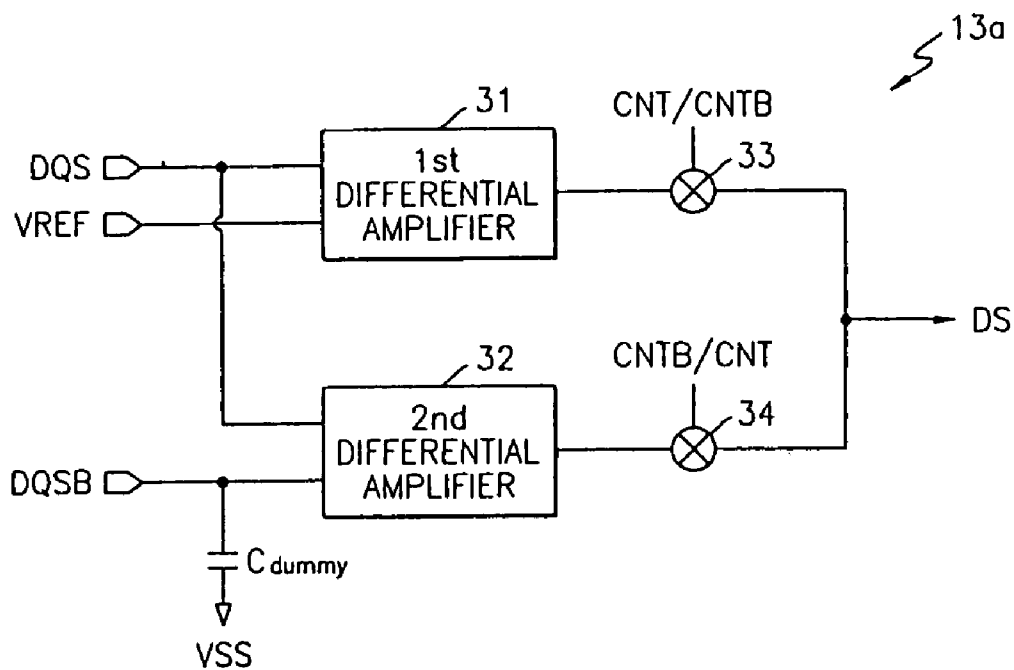 13a
31
CNT/CNTB
33
DQS
1st
DIFFERENTIAL
AMPLIFIER
VREF
DS
32
CNTB/CNT
34
2nd
DIFFERENTIAL
AMPLIFIER
DQSB
Cdummy
VSS